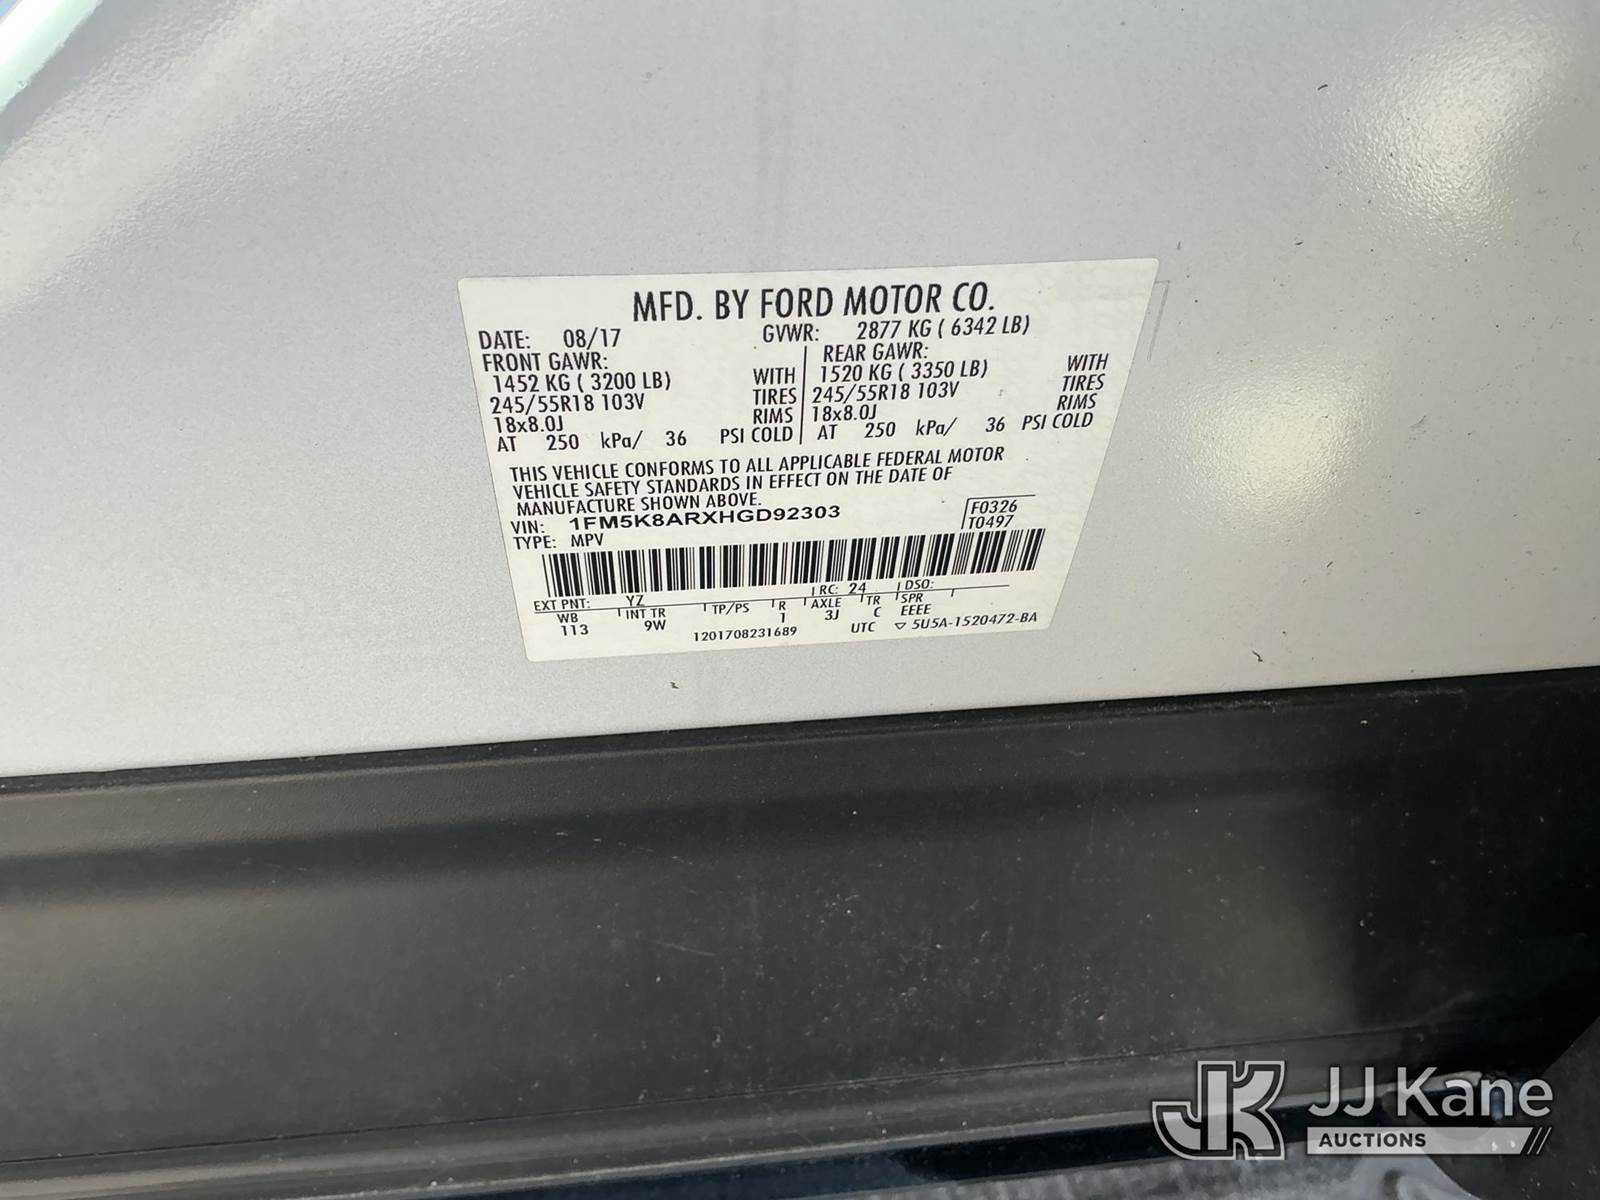 MFD. BY FORD MOTOR CO.
DATE: 08/17 GVWR: 2877 KG ( 6342 LB)
FRONT GAWR: REAR GAWR:
1452 KG ( 3200 LB) WITH 1520 KG ( 3350 LB) WITH
245/55R18 103V TIRES 245/55R18 103V TIRES
18x8.0J RIMS 18x8.0J RIMS
AT 250 kPa/ 36 PSI COLD AT 250 kPa/ 36 PSI COLD
THIS VEHICLE CONFORMS TO ALL APPLICABLE FEDERAL MOTOR
VEHICLE SAFETY STANDARDS IN EFFECT ON THE DATE OF
MANUFACTURE SHOWN ABOVE.
VIN: 1FM5K8ARXHGD92303 F0326
TYPE: MPV T0497
EXT PNT: YZ RC: 24 DSO:
WB INT TR TP/PS R AXLE TR SPR
113 9W 1 3J C EEEE
1201708231689 UTC ▽ 5U5A-1520472-BA
JK JJ Kane
AUCTIONS